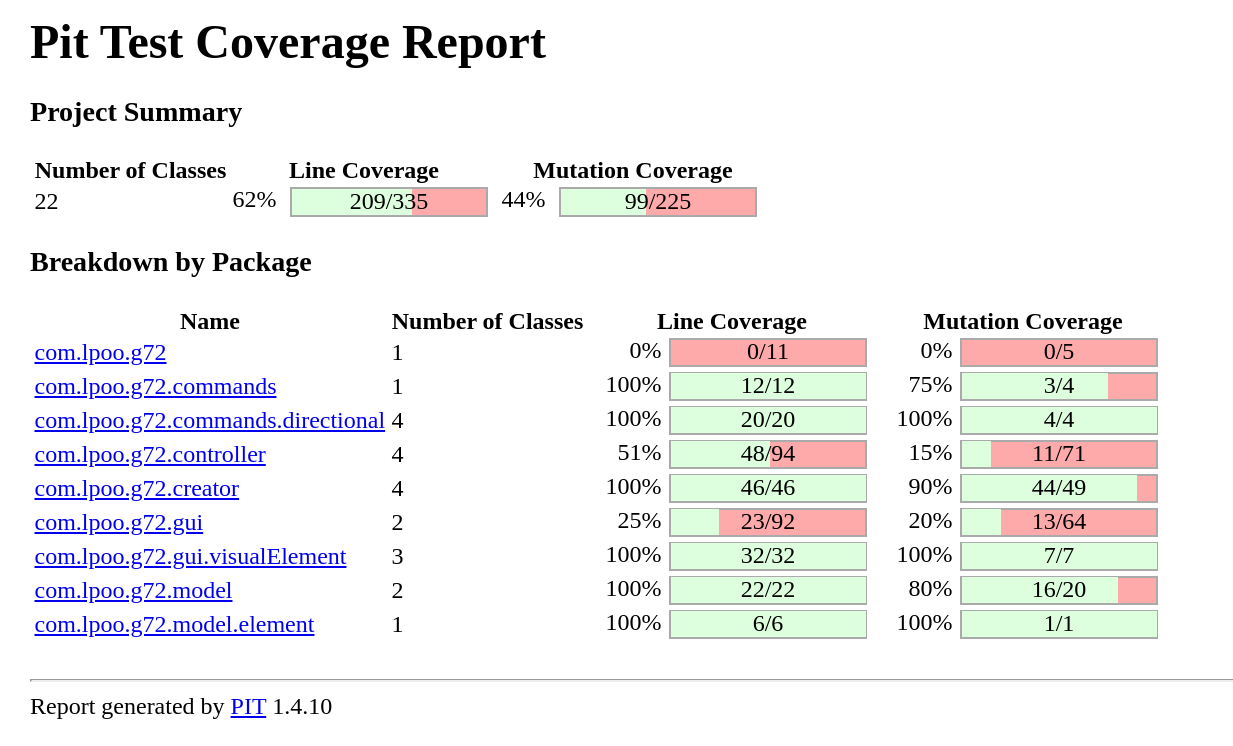 Pit Test Coverage Report
Project Summary
Number of Classes Line Coverage Mutation Coverage
22 62% 209/335 44% 99/225
Breakdown by Package
Name Number of Classes Line Coverage Mutation Coverage
com.lpoo.g72 1 0% 0/11 0% 0/5
com.lpoo.g72.commands 1 100% 12/12 75% 3/4
com.lpoo.g72.commands.directional 4 100% 20/20 100% 4/4
com.lpoo.g72.controller 4 51% 48/94 15% 11/71
com.lpoo.g72.creator 4 100% 46/46 90% 44/49
com.lpoo.g72.gui 2 25% 23/92 20% 13/64
com.lpoo.g72.gui.visualElement 3 100% 32/32 100% 7/7
com.lpoo.g72.model 2 100% 22/22 80% 16/20
com.lpoo.g72.model.element 1 100% 6/6 100% 1/1
Report generated by PIT 1.4.10